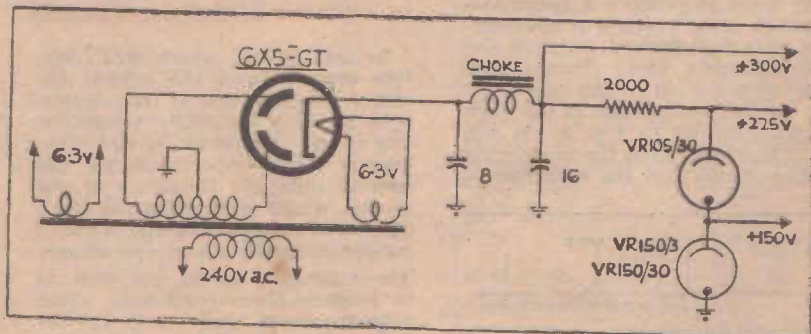 6X5-GT
CHOKE
+300V
2000
+225V
6·3v
6·3v
VR105/30
8
16
+150V
VR150/3
VR150/30
240v a.c.